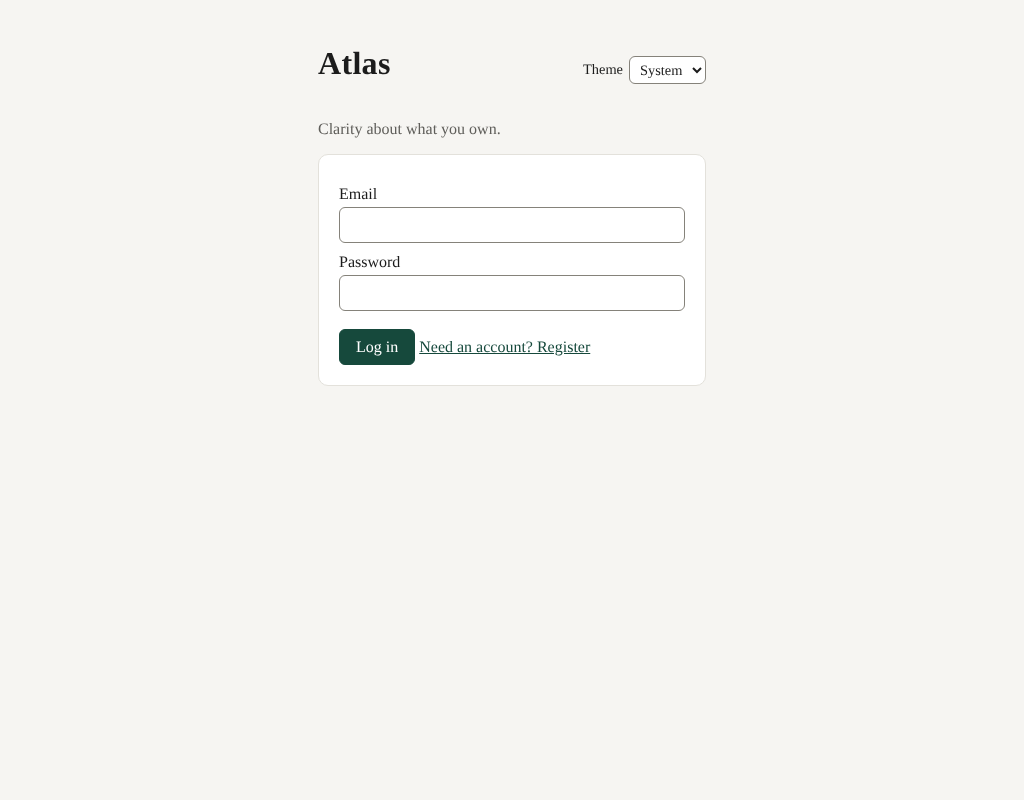 Atlas
Theme System
Clarity about what you own.
Email
Password
Log in Need an account? Register